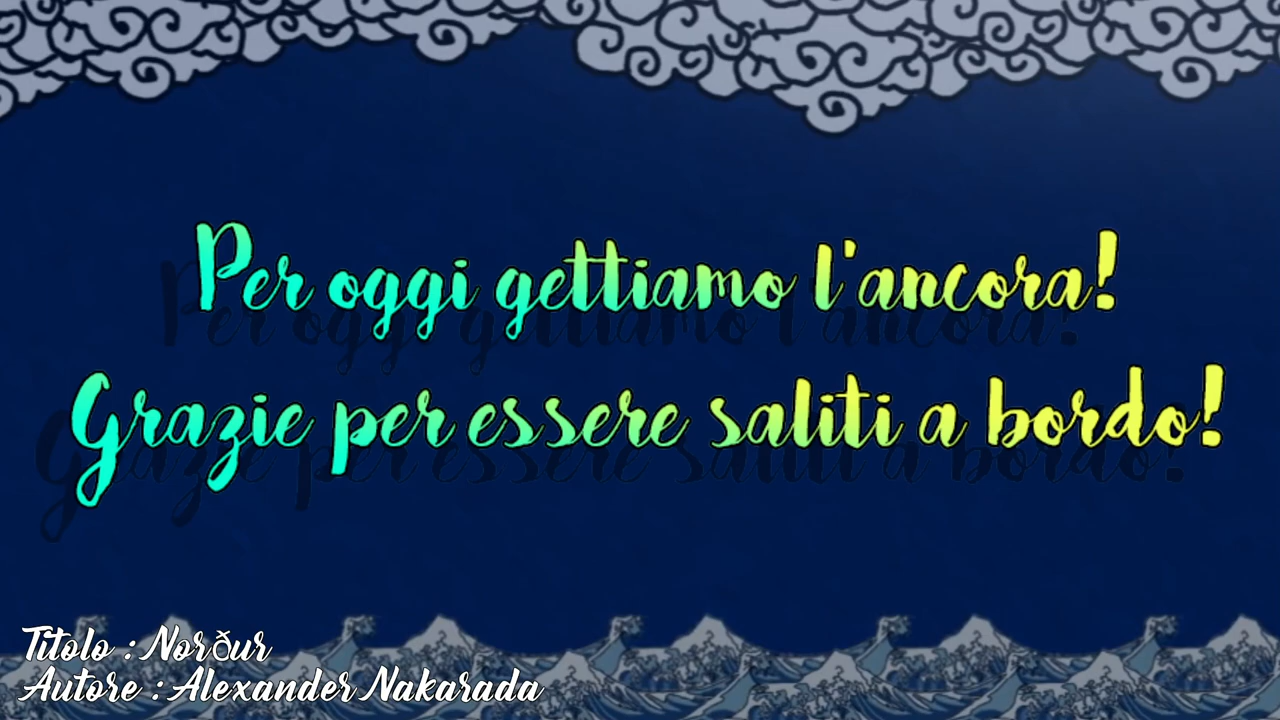 Per oggi gettiamo l'ancora!
Grazie per essere saliti a bordo!
Titolo : Norður
Autore : Alexander Nakarada